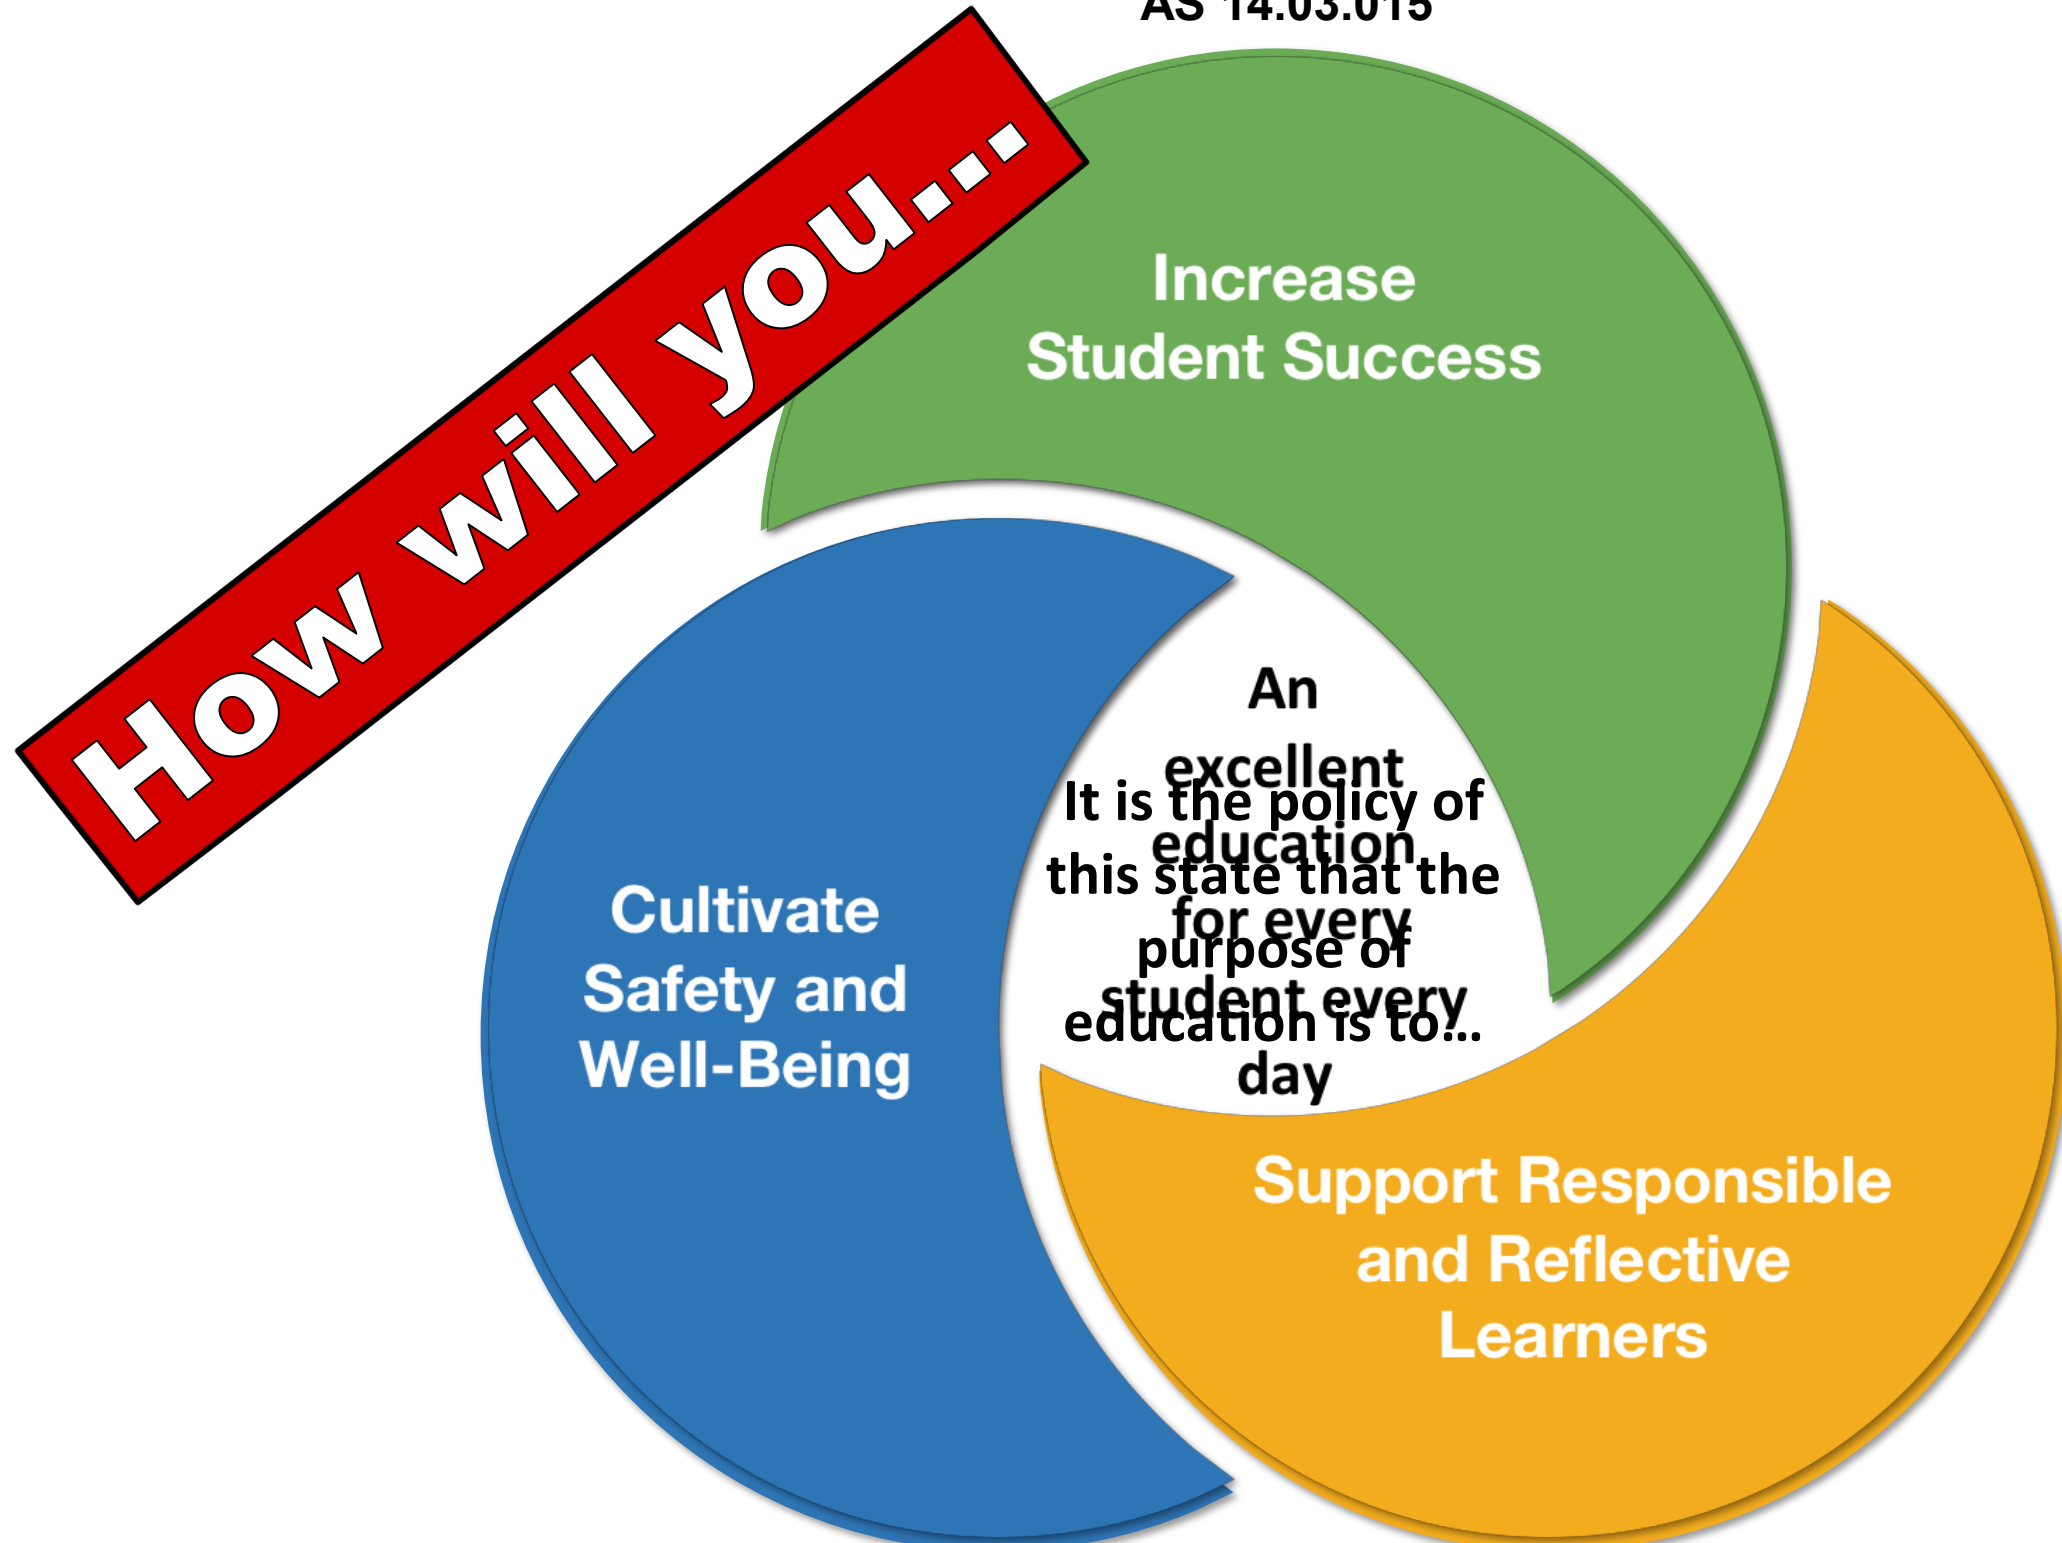 AS 14.03.015
How will you...
Increase
Student Success
An
excellent
education
for every
student every
day
It is the policy of
this state that the
purpose of
education is to...
Cultivate
Safety and
Well-Being
Support Responsible
and Reflective
Learners